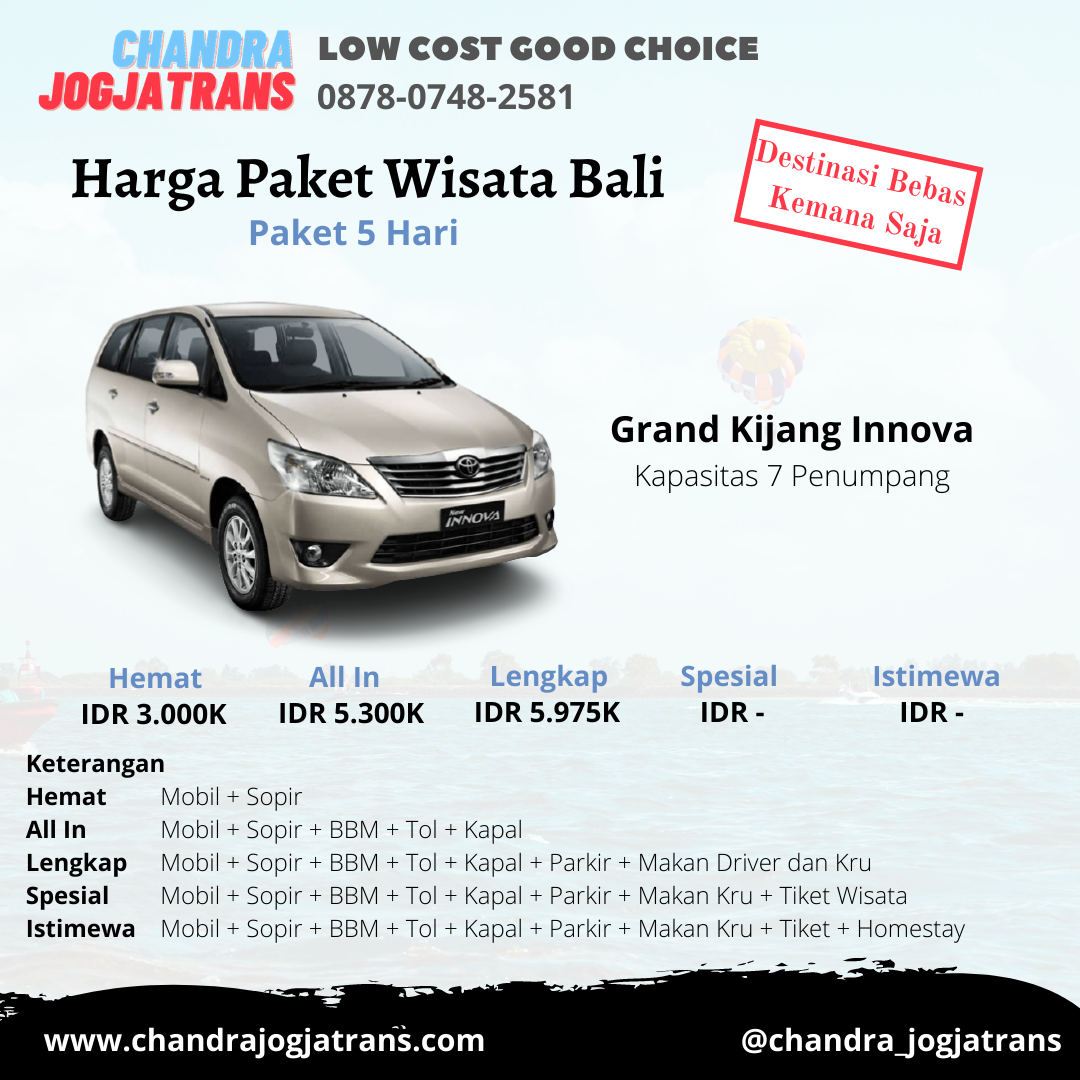 CHANDRA
JOGJATRANS
LOW COST GOOD CHOICE
0878-0748-2581
Harga Paket Wisata Bali
Paket 5 Hari
Destinasi Bebas
Kemana Saja
Grand Kijang Innova
Kapasitas 7 Penumpang
New
INNOVA
Hemat All In Lengkap Spesial Istimewa
IDR 3.000K IDR 5.300K IDR 5.975K IDR - IDR -
Keterangan
Hemat Mobil + Sopir
All In Mobil + Sopir + BBM + Tol + Kapal
Lengkap Mobil + Sopir + BBM + Tol + Kapal + Parkir + Makan Driver dan Kru
Spesial Mobil + Sopir + BBM + Tol + Kapal + Parkir + Makan Kru + Tiket Wisata
Istimewa Mobil + Sopir + BBM + Tol + Kapal + Parkir + Makan Kru + Tiket + Homestay
www.chandrajogjatrans.com
@chandra_jogjatrans